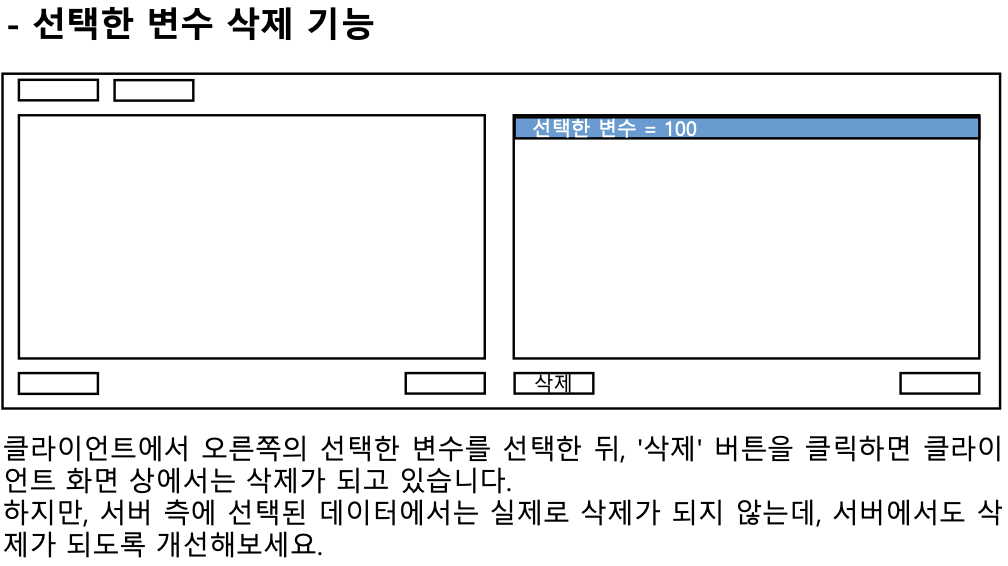 - 선택한 변수 삭제 기능
선택한 변수 = 100
삭제
클라이언트에서 오른쪽의 선택한 변수를 선택한 뒤, '삭제' 버튼을 클릭하면 클라이
언트 화면 상에서는 삭제가 되고 있습니다.
하지만, 서버 측에 선택된 데이터에서는 실제로 삭제가 되지 않는데, 서버에서도 삭
제가 되도록 개선해보세요.